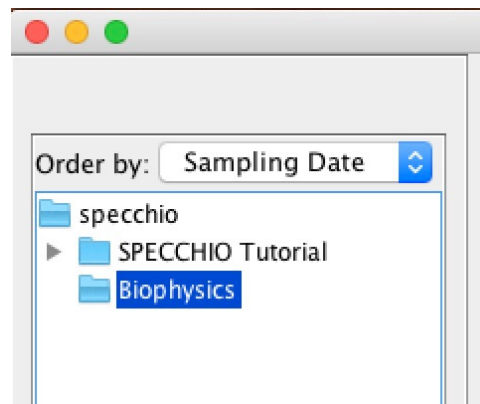 Order by: Sampling Date
specchio
SPECCHIO Tutorial
Biophysics